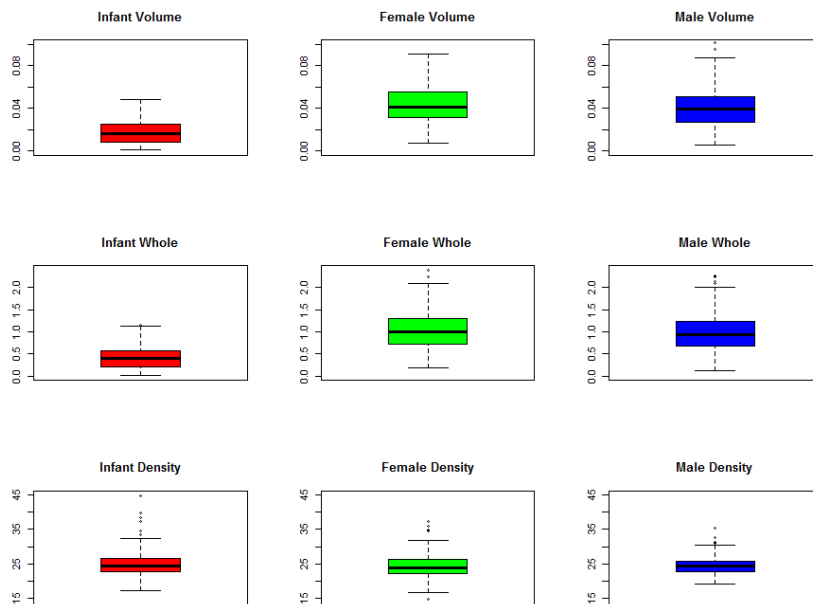 Infant Volume Female Volume Male Volume
0.08 0.08 0.08
0.04 0.04 0.04
0.00 0.00 0.00
Infant Whole Female Whole Male Whole
2.0 2.0 2.0
1.5 1.5 1.5
1.0 1.0 1.0
0.5 0.5 0.5
0.0 0.0 0.0
Infant Density Female Density Male Density
45 45 45
35 35 35
25 25 25
15 15 15